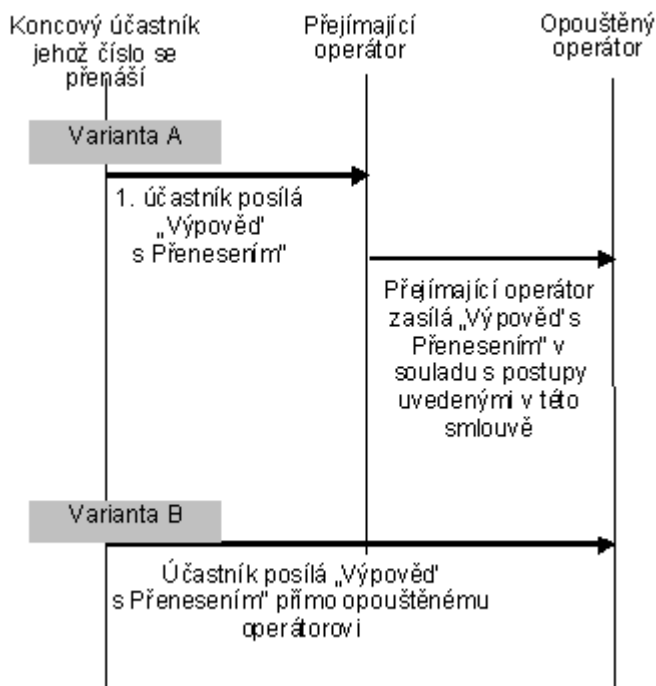 Koncový účastník
jehož číslo se
přenáší
Přejímající
operátor
Opouštěný
operátor
Varianta A
1. účastník posílá
„Výpověď'
s Přenesením"
Přejímající operátor
zasílá „Výpověď's
Přenesením" v
souladu s postupy
uvedenými v této
smlouvě
Varianta B
Účastník posílá „Výpověď'
s Přenesením" přímo opouštěnému
operátorovi